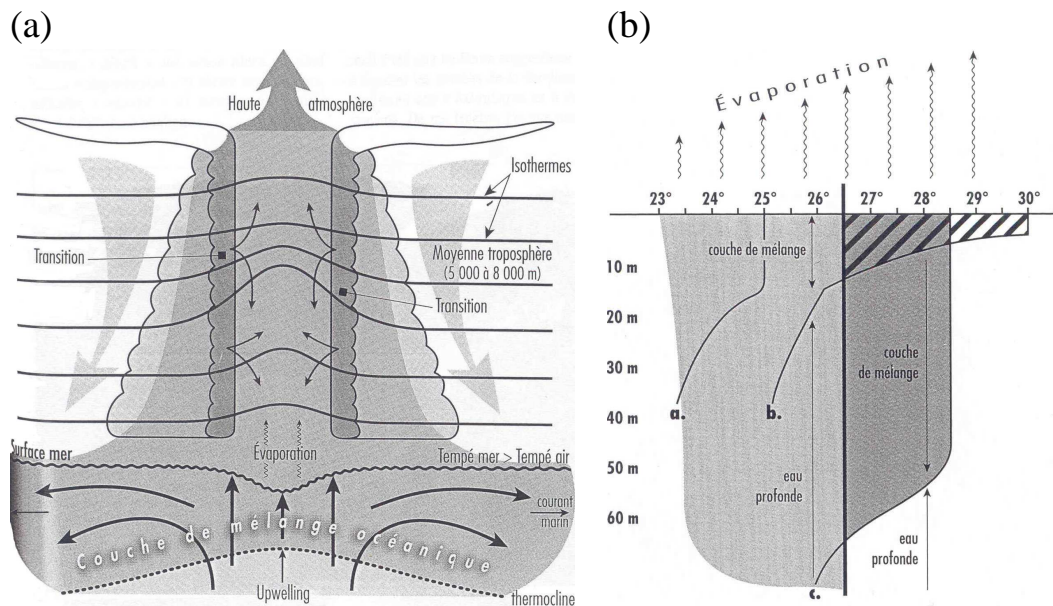 (a)
Haute atmosphère
Isothermes
Transition
Moyenne troposphère
(5 000 à 8 000 m)
Transition
Surface mer
Évaporation
Tempé mer > Tempé air
courant
marin
Couche de mélange océanique
Upwelling
thermocline
(b)
Évaporation
23° 24° 25° 26° 27° 28° 29° 30°
couche de mélange
10 m
20 m
30 m
40 m
50 m
60 m
couche
de mélange
a.
b.
eau
profonde
eau
profonde
c.